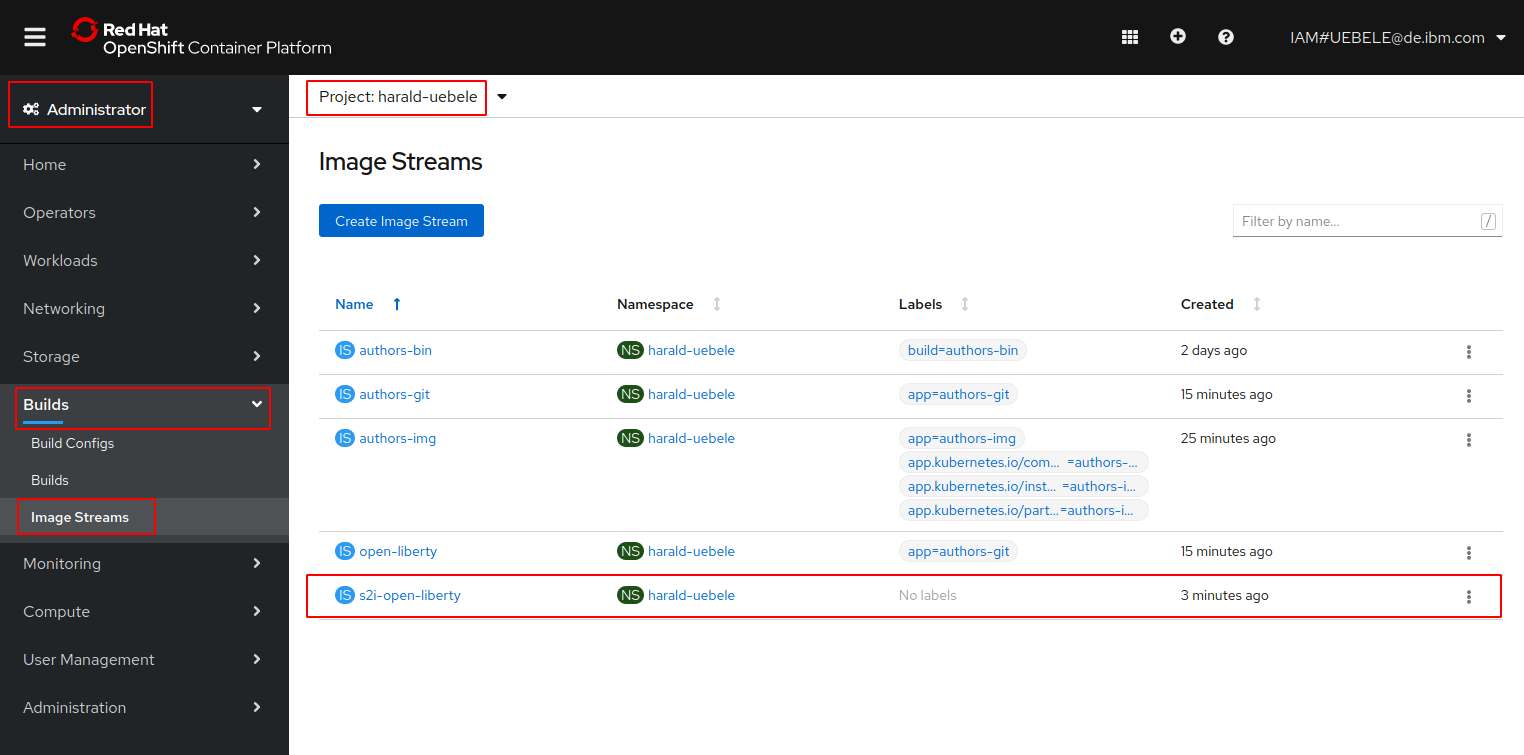 Red Hat
OpenShift Container Platform
IAM#UEBELE@de.ibm.com
Administrator
Project: harald-uebele
Home
Operators
Workloads
Networking
Storage
Builds
Build Configs
Builds
Image Streams
Monitoring
Compute
User Management
Administration
Image Streams
Create Image Stream
Filter by name... /
Name Namespace Labels Created
IS authors-bin NS harald-uebele build=authors-bin 2 days ago
IS authors-git NS harald-uebele app=authors-git 15 minutes ago
IS authors-img NS harald-uebele app=authors-img 25 minutes ago
app.kubernetes.io/com... =authors-...
app.kubernetes.io/inst... =authors-i...
app.kubernetes.io/part...=authors-i...
IS open-liberty NS harald-uebele app=authors-git 15 minutes ago
IS s2i-open-liberty NS harald-uebele No labels 3 minutes ago